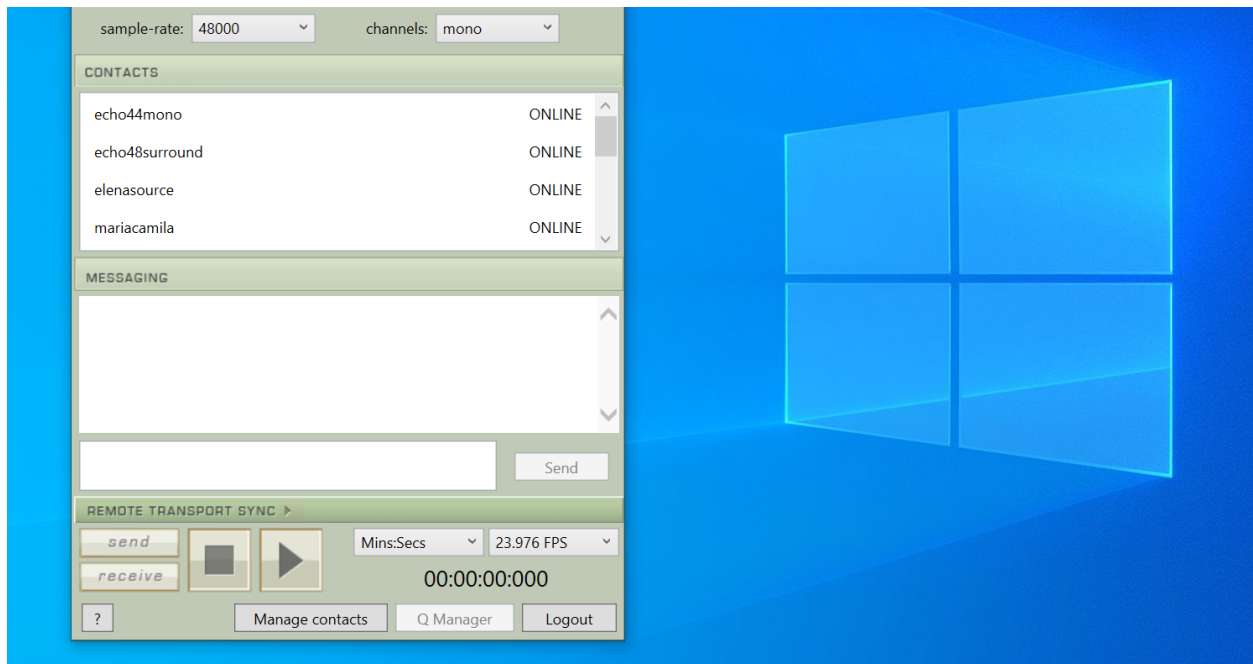 sample-rate: 48000 channels: mono
CONTACTS
echo44mono ONLINE
echo48surround ONLINE
elenasource ONLINE
mariacamila ONLINE
MESSAGING
Send
REMOTE TRANSPORT SYNC
send Mins:Secs 23.976 FPS
receive 00:00:00:000
? Manage contacts Q Manager Logout